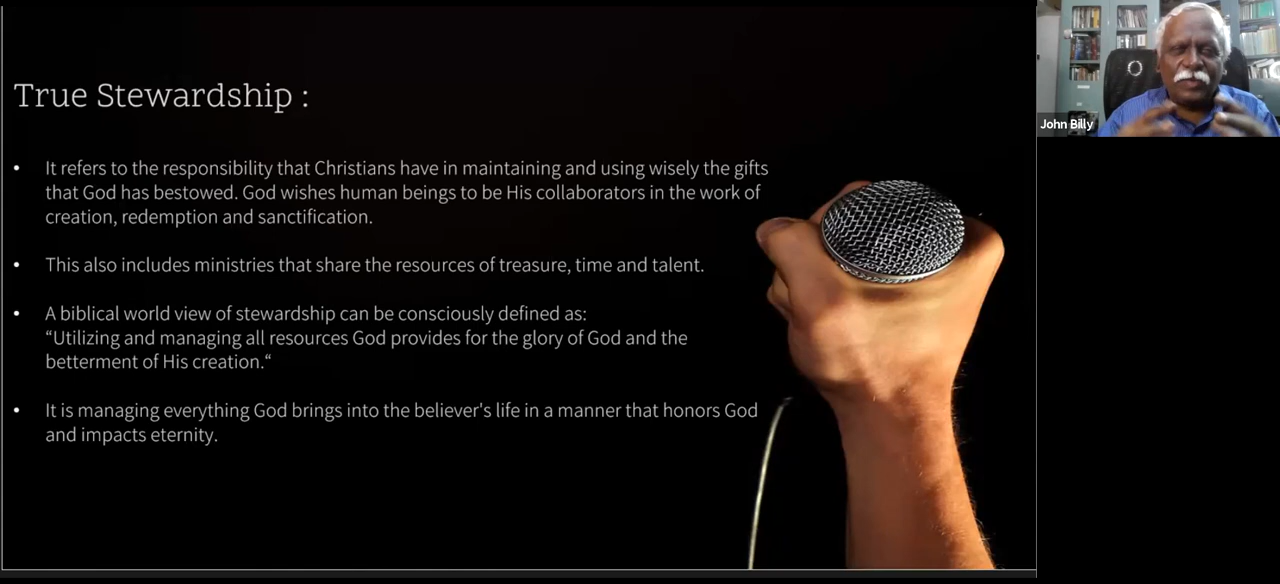 True Stewardship :
• It refers to the responsibility that Christians have in maintaining and using wisely the gifts
that God has bestowed. God wishes human beings to be His collaborators in the work of
creation, redemption and sanctification.
• This also includes ministries that share the resources of treasure, time and talent.
• A biblical world view of stewardship can be consciously defined as:
“Utilizing and managing all resources God provides for the glory of God and the
betterment of His creation.“
• It is managing everything God brings into the believer's life in a manner that honors God
and impacts eternity.
John Billy